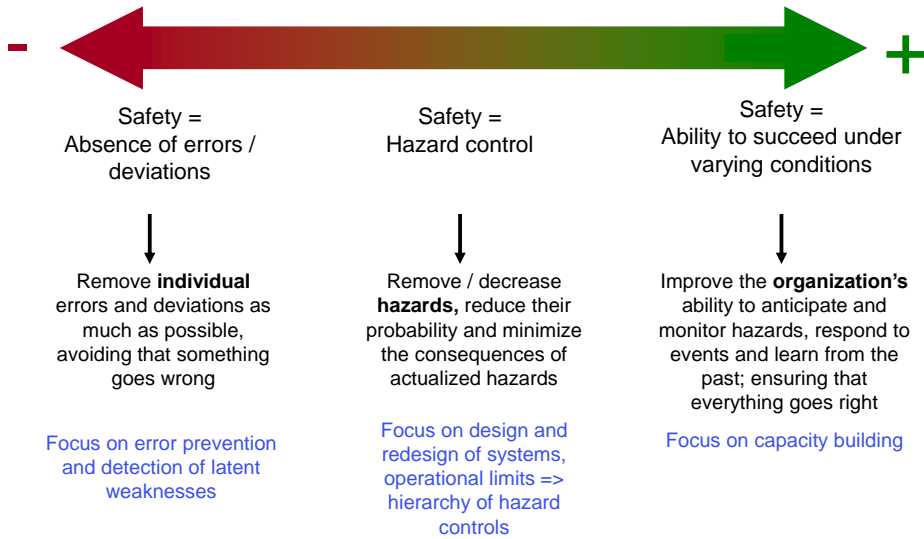 -
+
Safety =
Absence of errors /
deviations
Safety =
Hazard control
Safety =
Ability to succeed under
varying conditions
Remove individual
errors and deviations as
much as possible,
avoiding that something
goes wrong
Remove / decrease
hazards, reduce their
probability and minimize
the consequences of
actualized hazards
Improve the organization's
ability to anticipate and
monitor hazards, respond to
events and learn from the
past; ensuring that
everything goes right
Focus on error prevention
and detection of latent
weaknesses
Focus on design and
redesign of systems,
operational limits =>
hierarchy of hazard
controls
Focus on capacity building